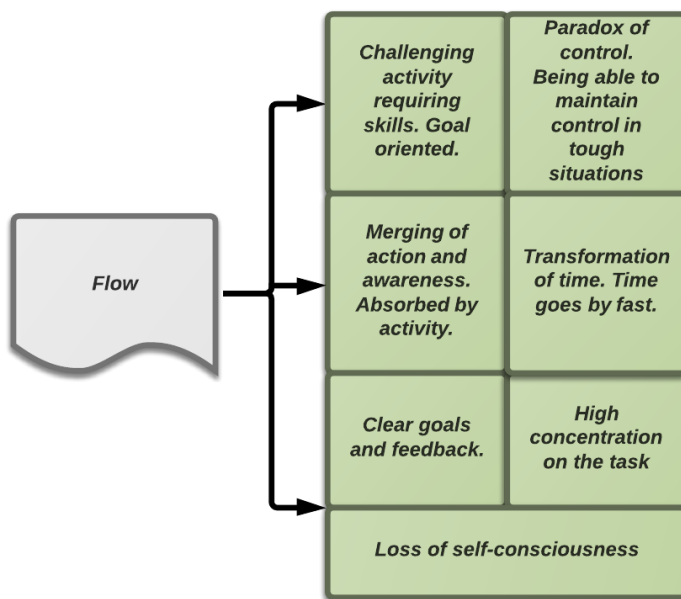 Flow
Challenging
activity
requiring
skills. Goal
oriented.
Paradox of
control.
Being able to
maintain
control in
tough
situations
Merging of
action and
awareness.
Absorbed by
activity.
Transformation
of time. Time
goes by fast.
Clear goals
and feedback.
High
concentration
on the task
Loss of self-consciousness